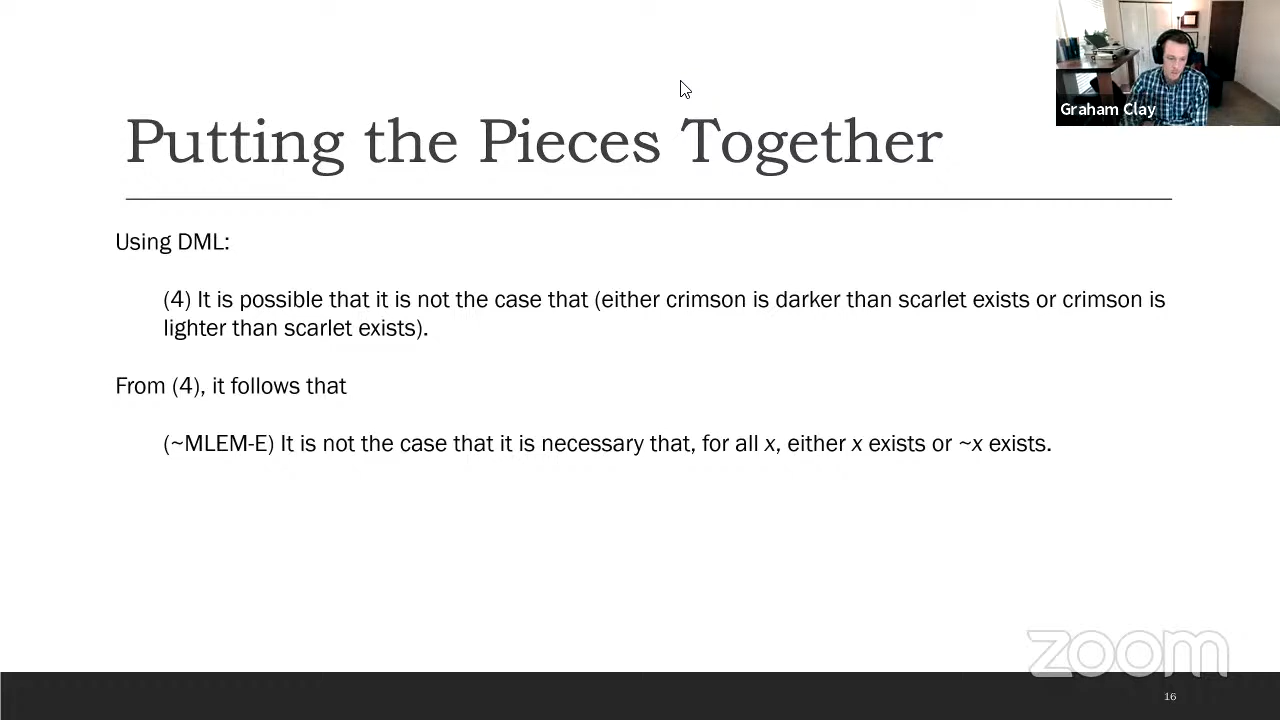 Graham Clay
Putting the Pieces Together
Using DML:
(4) It is possible that it is not the case that (either crimson is darker than scarlet exists or crimson is
lighter than scarlet exists).
From (4), it follows that
(~MLEM-E) It is not the case that it is necessary that, for all x, either x exists or ~x exists.
zoom
16